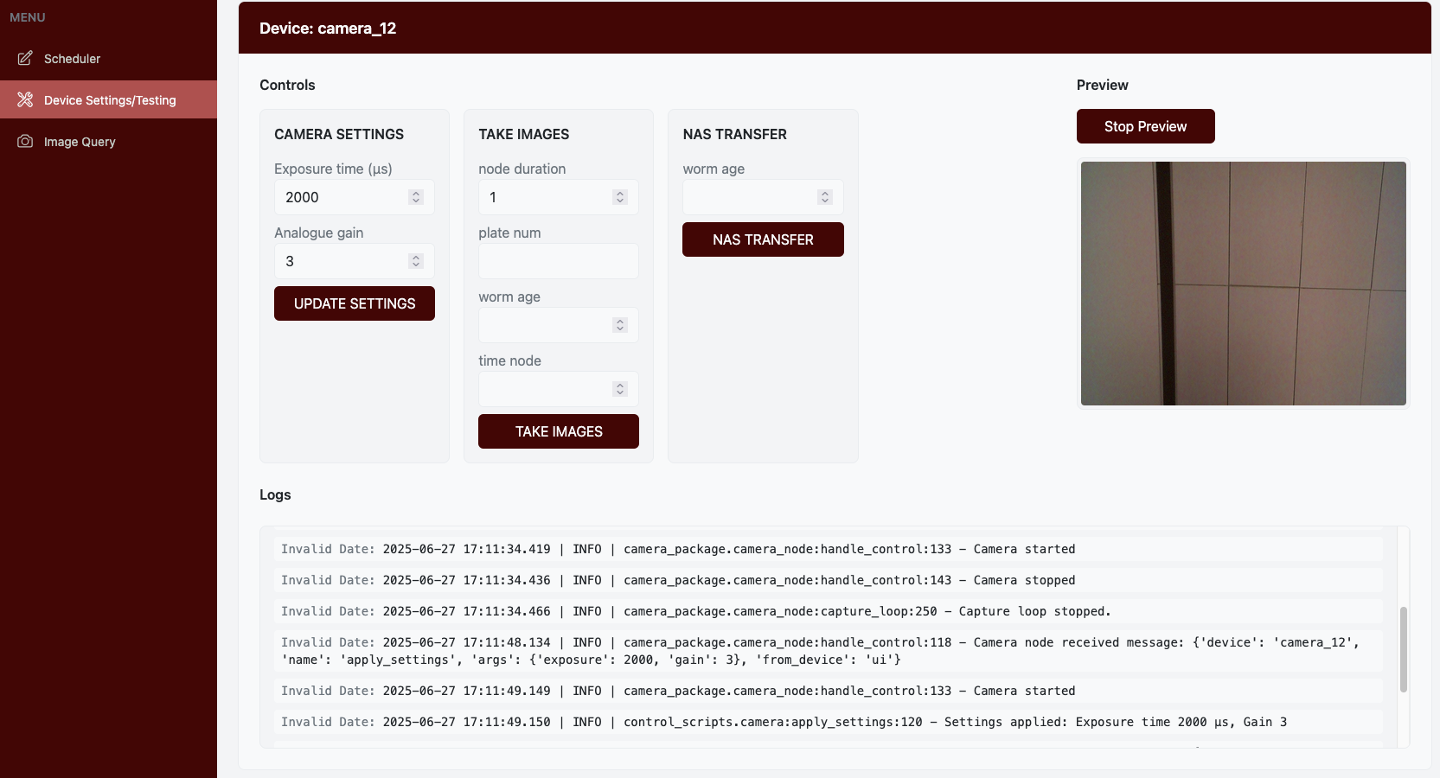 MENU
Scheduler
Device Settings/Testing
Image Query
Device: camera_12
Controls
CAMERA SETTINGS
Exposure time (µs)
2000
Analogue gain
3
UPDATE SETTINGS
TAKE IMAGES
node duration
1
plate num
worm age
time node
TAKE IMAGES
NAS TRANSFER
worm age
NAS TRANSFER
Preview
Stop Preview
Logs
Invalid Date: 2025-06-27 17:11:34.419 | INFO | camera_package.camera_node:handle_control:133 – Camera started
Invalid Date: 2025-06-27 17:11:34.436 | INFO | camera_package.camera_node:handle_control:143 – Camera stopped
Invalid Date: 2025-06-27 17:11:34.466 | INFO | camera_package.camera_node:capture_loop:250 – Capture loop stopped.
Invalid Date: 2025-06-27 17:11:48.134 | INFO | camera_package.camera_node:handle_control:118 – Camera node received message: {'device': 'camera_12',
'name': 'apply_settings', 'args': {'exposure': 2000, 'gain': 3}, 'from_device': 'ui'}
Invalid Date: 2025-06-27 17:11:49.149 | INFO | camera_package.camera_node:handle_control:133 – Camera started
Invalid Date: 2025-06-27 17:11:49.150 | INFO | control_scripts.camera:apply_settings:120 – Settings applied: Exposure time 2000 µs, Gain 3